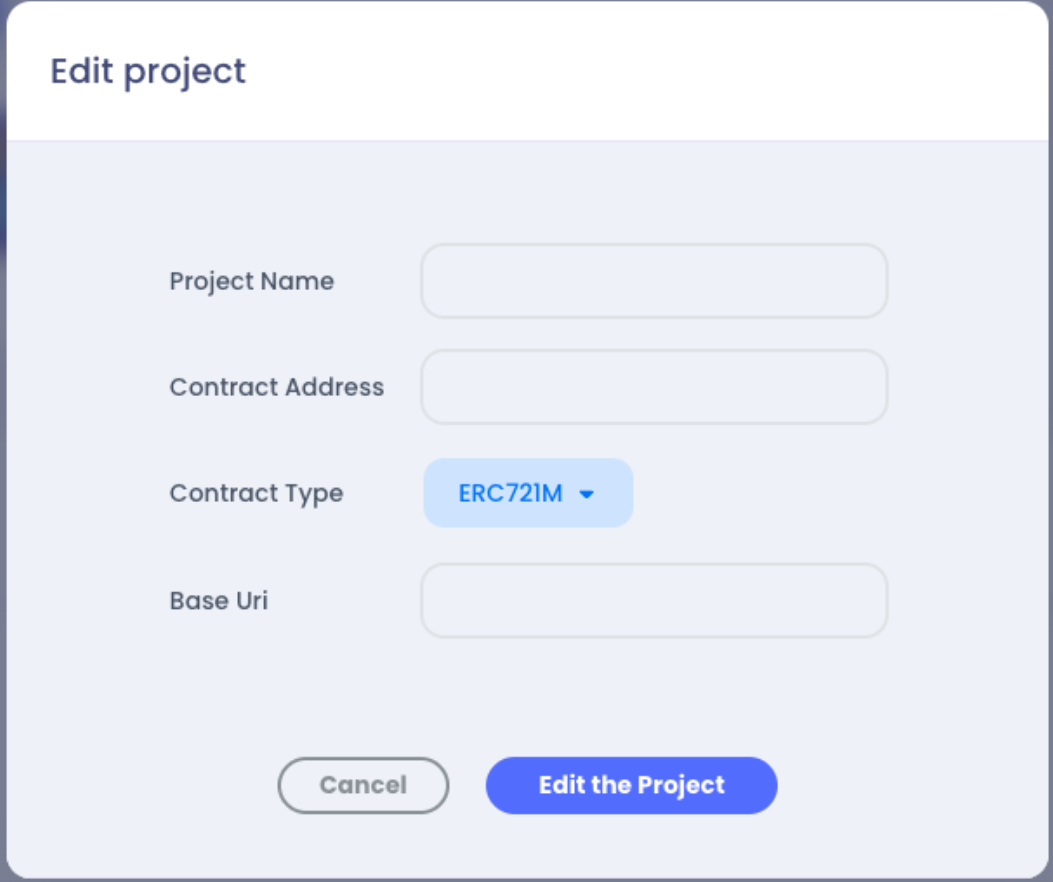 Edit project
Project Name
Contract Address
Contract Type ERC721M
Base Uri
Cancel Edit the Project